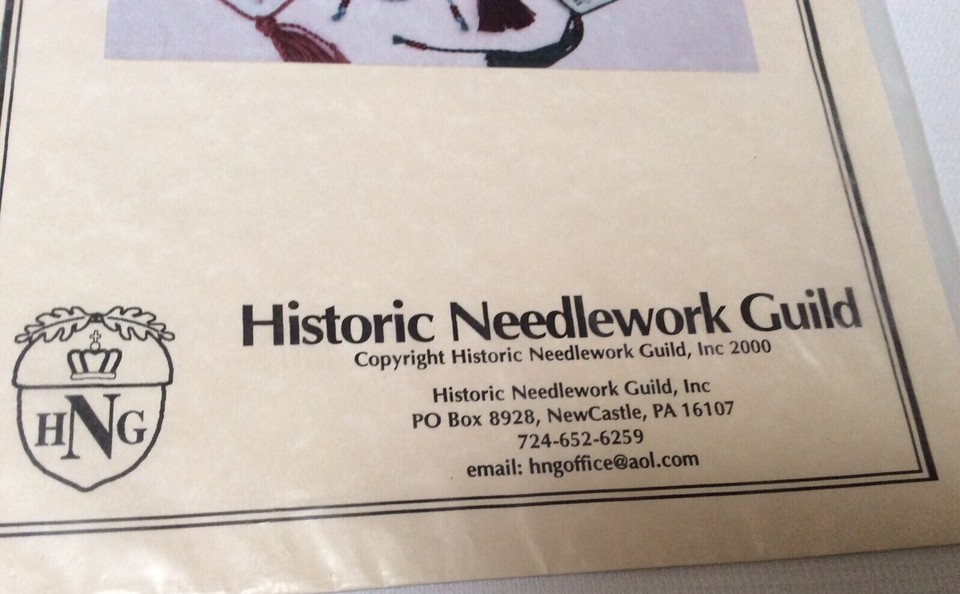 Historic Needlework Guild
Copyright Historic Needlework Guild, Inc 2000
Historic Needlework Guild, Inc
PO Box 8928, NewCastle, PA 16107
724-652-6259
email: hngoffice@aol.com
HNG